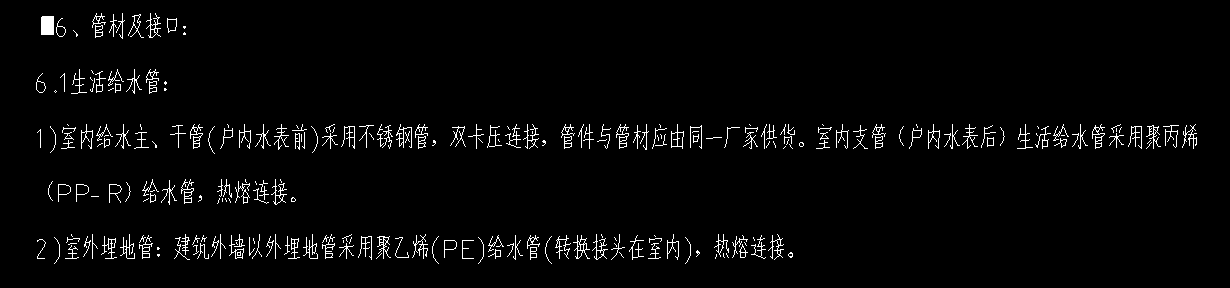 6、管材及接口:
6.1生活给水管:
1)室内给水主、干管(户内水表前)采用不锈钢管，双卡压连接，管件与管材应由同一厂家供货。室内支管（户内水表后）生活给水管采用聚丙烯
（PP-R）给水管，热熔连接。
2)室外埋地管：建筑外墙以外埋地管采用聚乙烯(PE)给水管(转换接头在室内)，热熔连接。